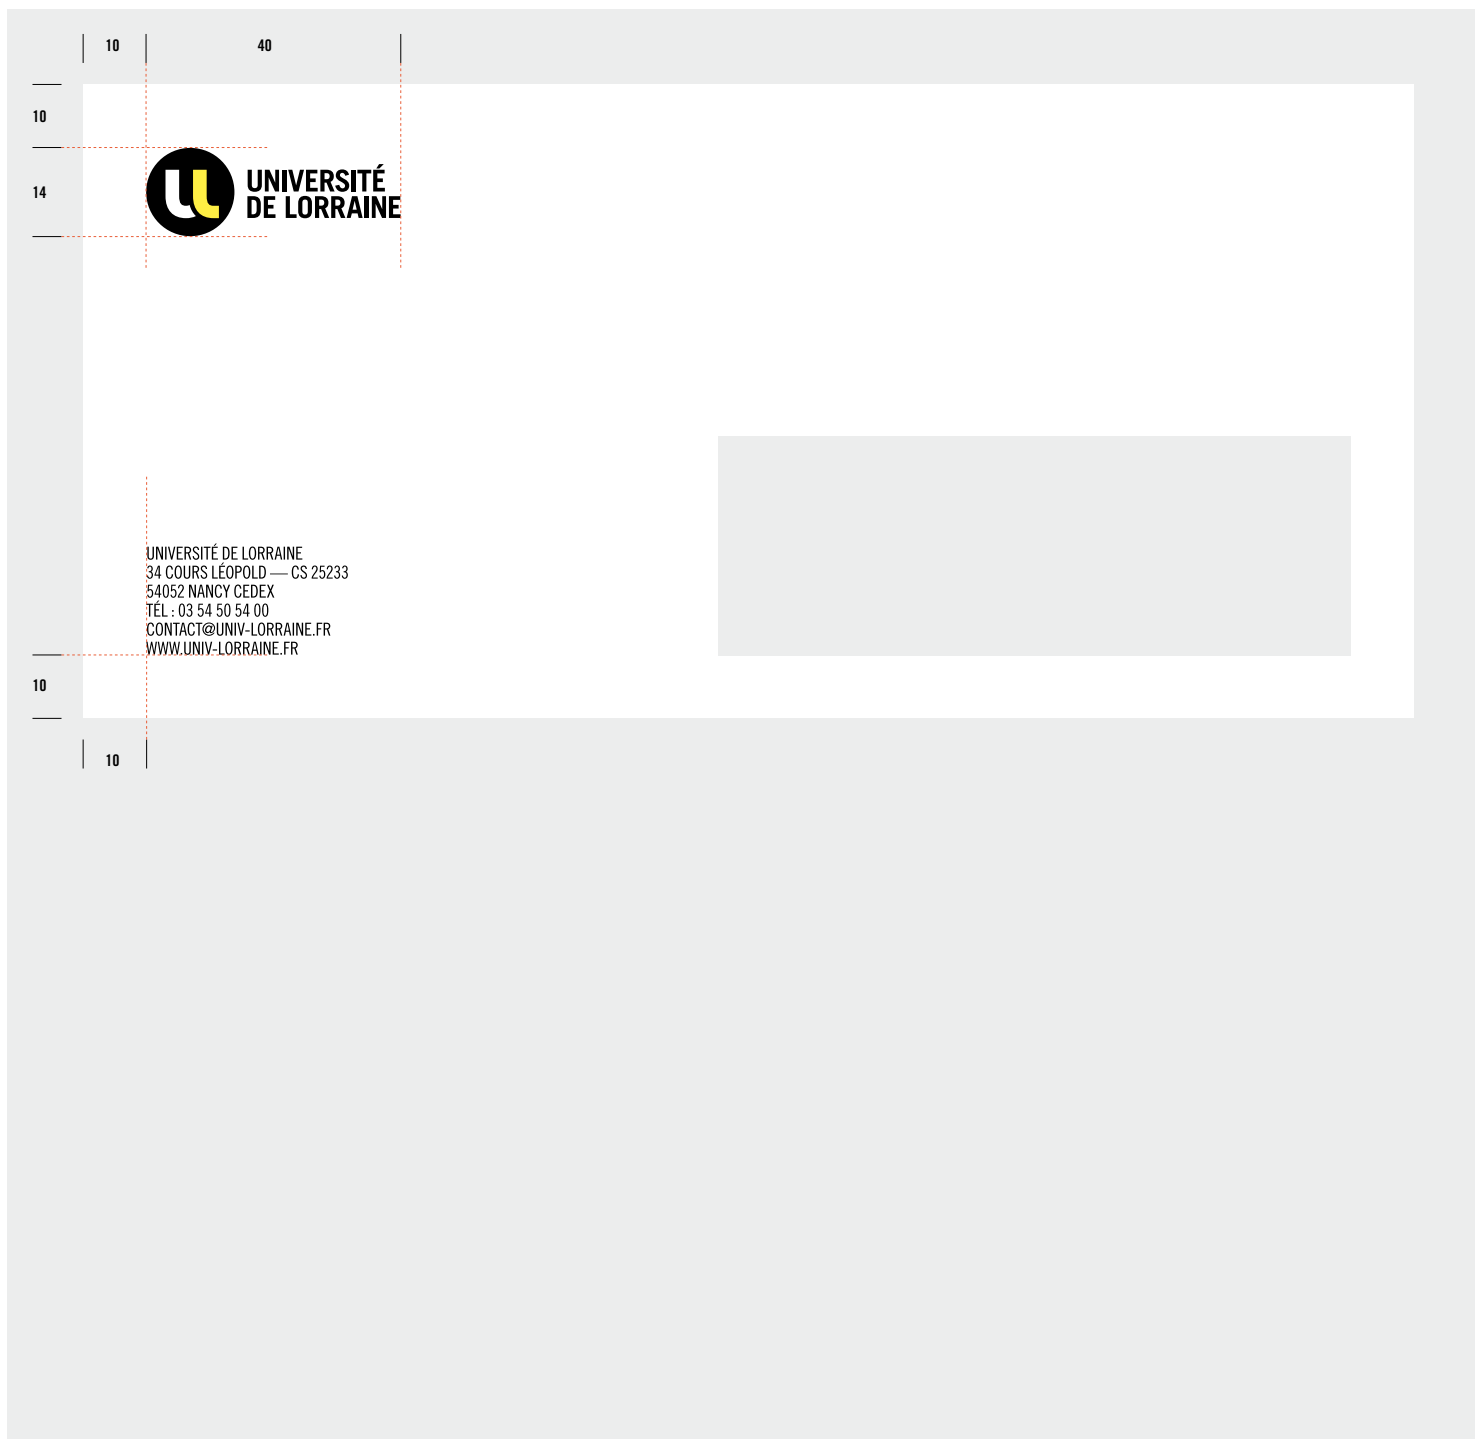 10
40
10
14
UL
UNIVERSITÉ
DE LORRAINE
UNIVERSITÉ DE LORRAINE
34 COURS LÉOPOLD — CS 25233
54052 NANCY CEDEX
TÉL : 03 54 50 54 00
CONTACT@UNIV-LORRAINE.FR
WWW.UNIV-LORRAINE.FR
10
10